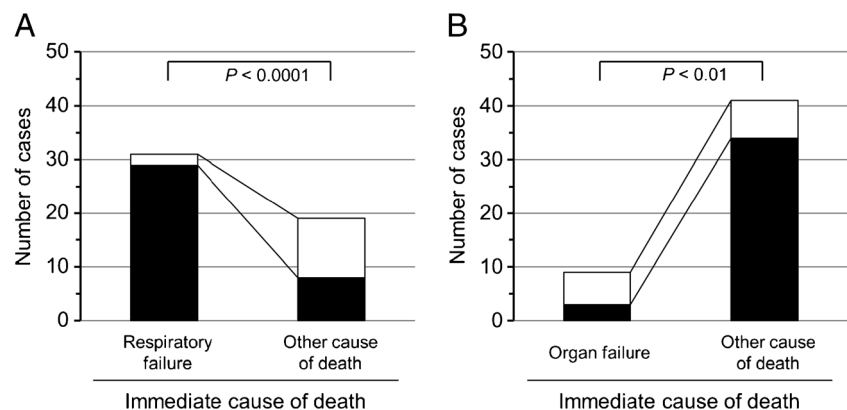 A
Number of cases
50
40
30
20
10
0
P < 0.0001
Respiratory
failure
Other cause
of death
Immediate cause of death
B
Number of cases
50
40
30
20
10
0
P < 0.01
Organ failure
Other cause
of death
Immediate cause of death